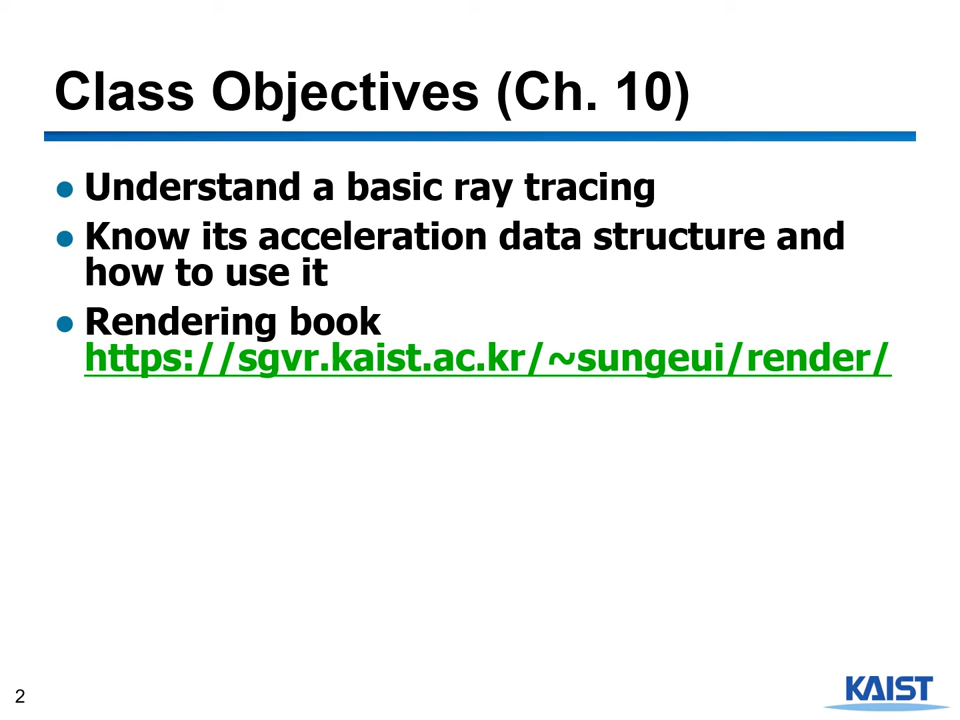 Class Objectives (Ch. 10)
● Understand a basic ray tracing
● Know its acceleration data structure and
how to use it
● Rendering book
https://sgvr.kaist.ac.kr/~sungeui/render/
2
KAIST